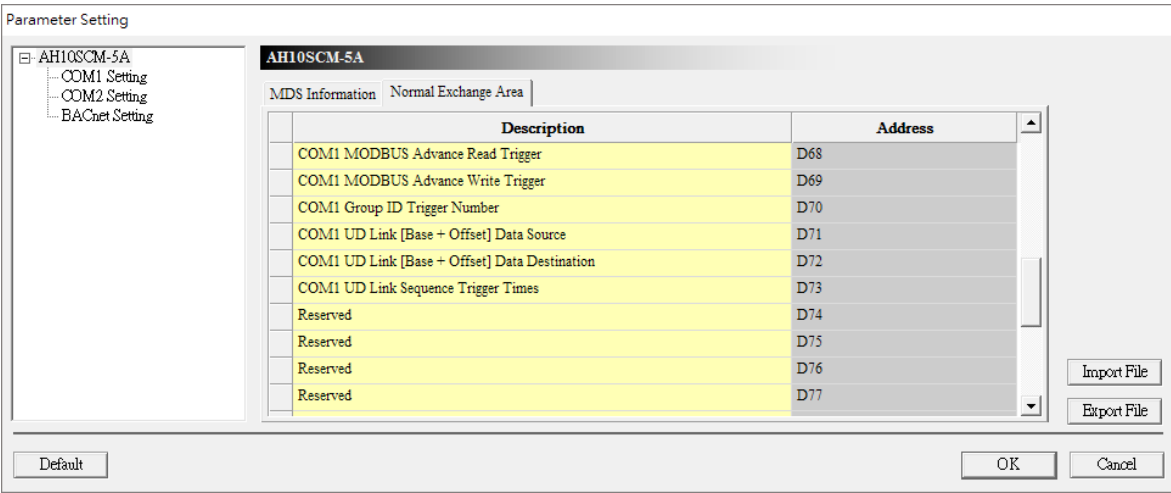 Parameter Setting
AH10SCM-5A
COM1 Setting
COM2 Setting
BACnet Setting
AH10SCM-5A
MDS Information Normal Exchange Area
Description Address
COM1 MODBUS Advance Read Trigger D68
COM1 MODBUS Advance Write Trigger D69
COM1 Group ID Trigger Number D70
COM1 UD Link [Base + Offset] Data Source D71
COM1 UD Link [Base + Offset] Data Destination D72
COM1 UD Link Sequence Trigger Times D73
Reserved D74
Reserved D75
Reserved D76
Reserved D77
Import File
Export File
Default OK Cancel